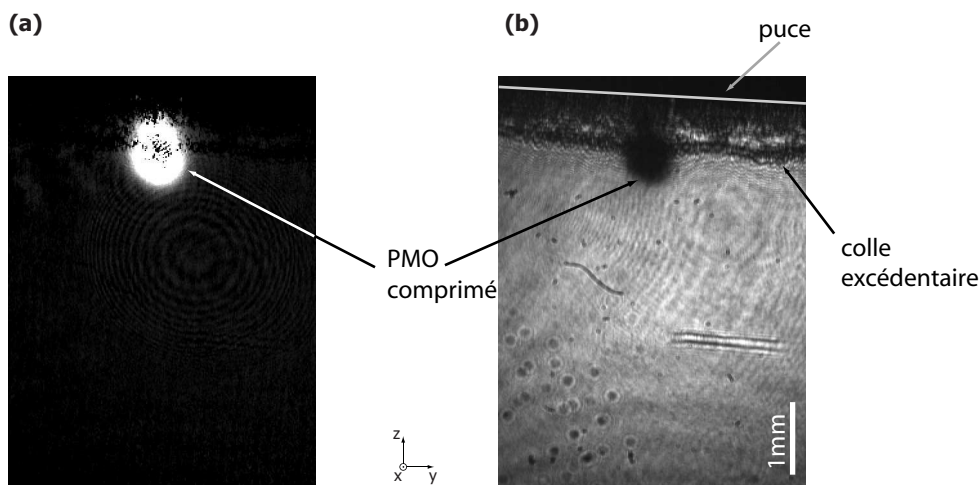 (a)
(b)
puce
PMO
comprimé
colle
excédentaire
z
x
y
1mm